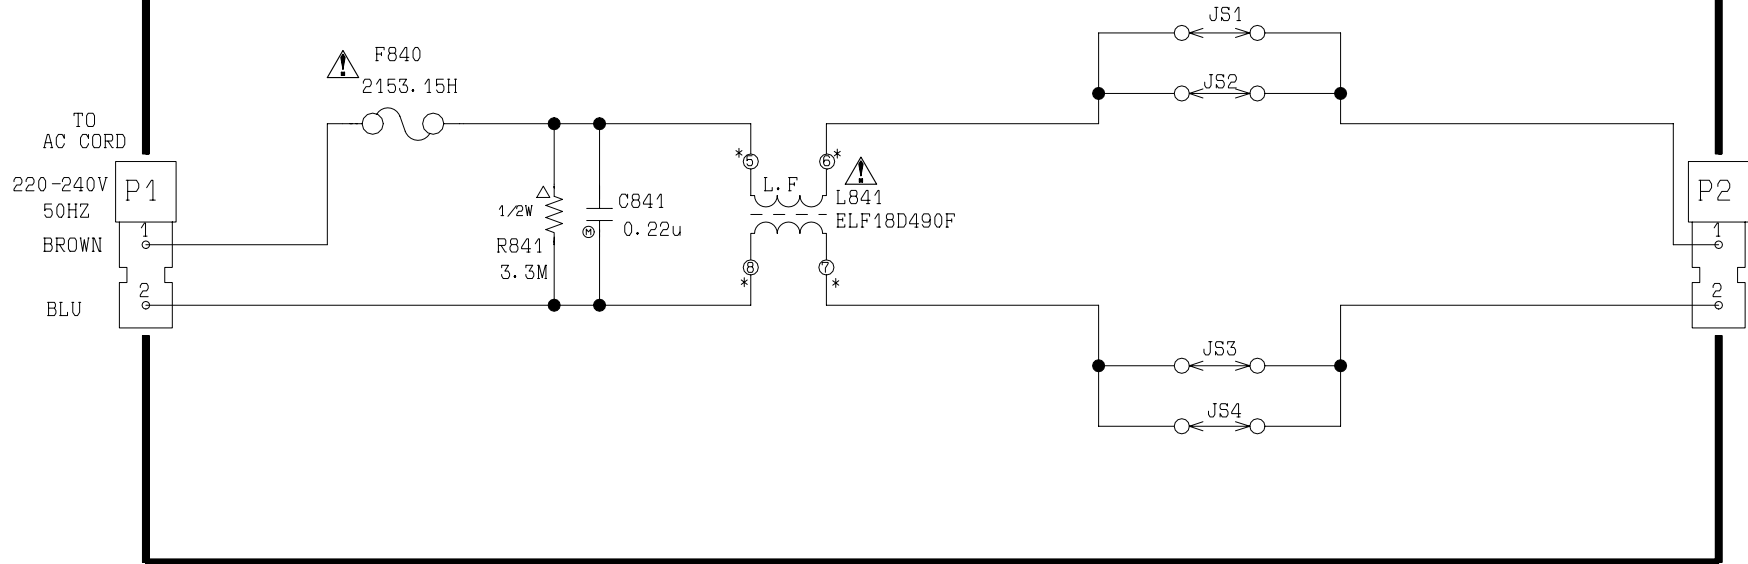 JS1
F840
2153.15H
JS2
TO
AC CORD
*5
6*
220-240V
50HZ
P1
L.F
L841
ELF18D490F
P2
1/2W
C841
M
0.22u
BROWN
1
R841
3.3M
1
8
7
*
*
BLU
2
2
JS3
JS4